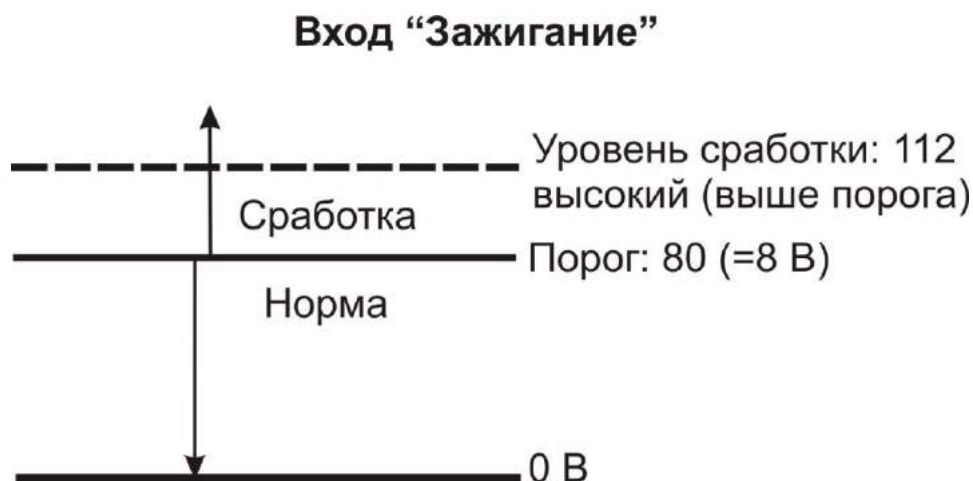 Вход “Зажигание”
Уровень сработки: 112
высокий (выше порога)
Сработка
Порог: 80 (=8 В)
Норма
0 В